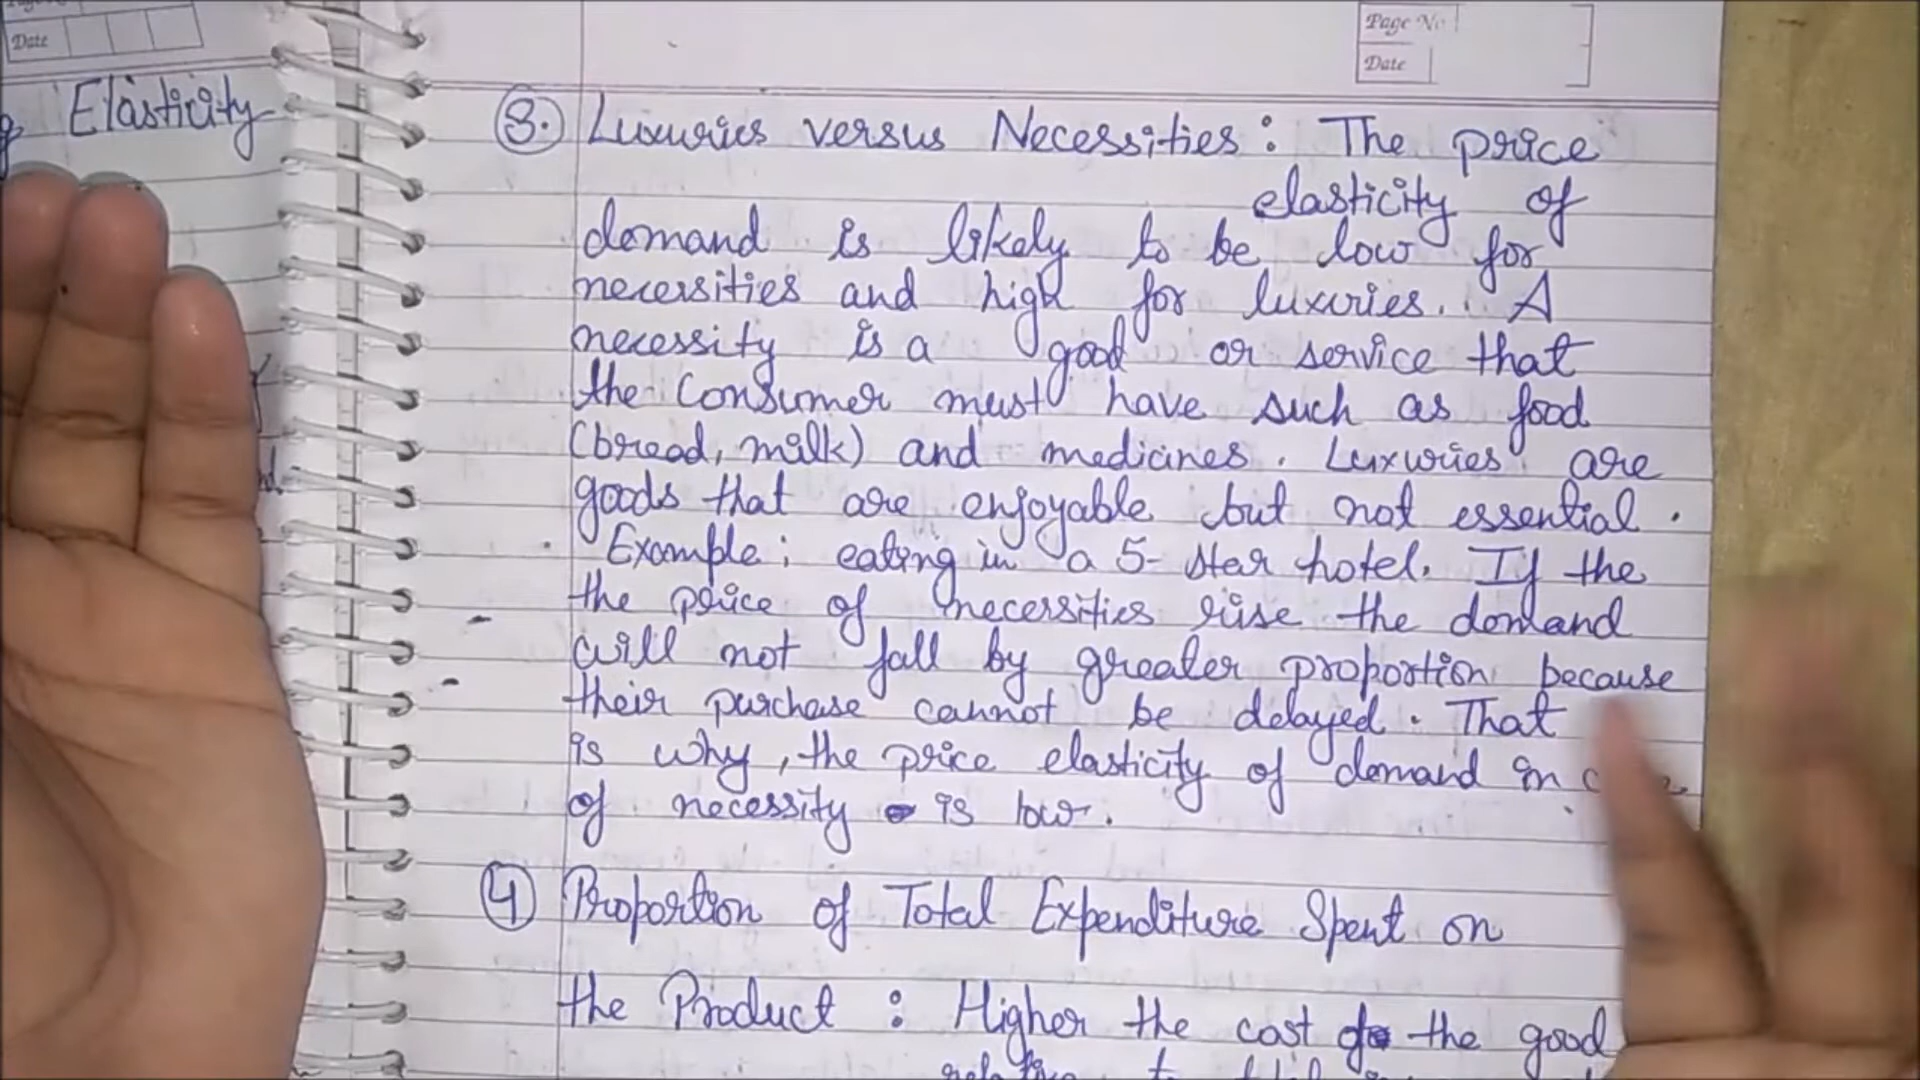 Date
Elasticity
Page No
Date
3. Luxuries versus Necessities : The price
elasticity of
demand is likely to be low for
necessities and high for luxuries. A
necessity is a good or service that
the Consumer must have such as food
(bread, milk) and medicines. Luxuries are
goods that are enjoyable but not essential.
Example : eating in a 5-star hotel. If the
the price of necessities rise the demand
will not fall by greater proportion because
their purchase cannot be delayed. That
is why, the price elasticity of demand in
of necessity is low.
4 Proportion of Total Expenditure Spent on
the Product : Higher the cost of the good